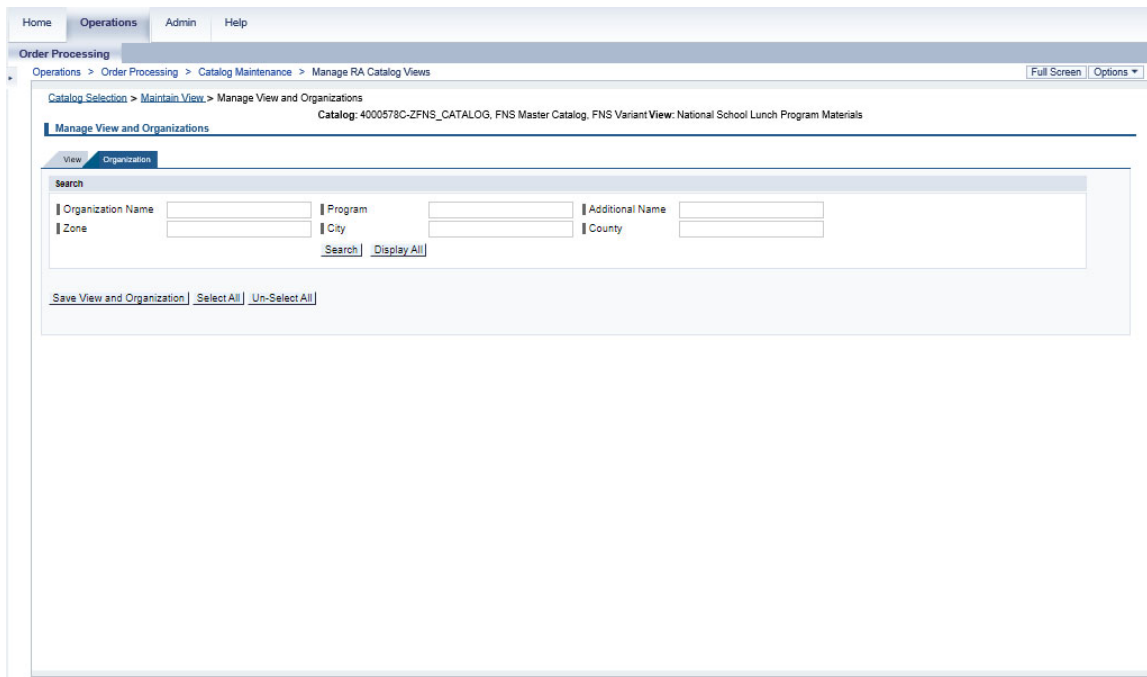 Home Operations Admin Help
Order Processing
Operations > Order Processing > Catalog Maintenance > Manage RA Catalog Views Full Screen Options
Catalog Selection > Maintain View > Manage View and Organizations
Catalog: 4000578C-ZFNS_CATALOG, FNS Master Catalog, FNS Variant View: National School Lunch Program Materials
Manage View and Organizations
View Organization
Search
Organization Name Program Additional Name
Zone City County
Search Display All
Save View and Organization Select All Un-Select All